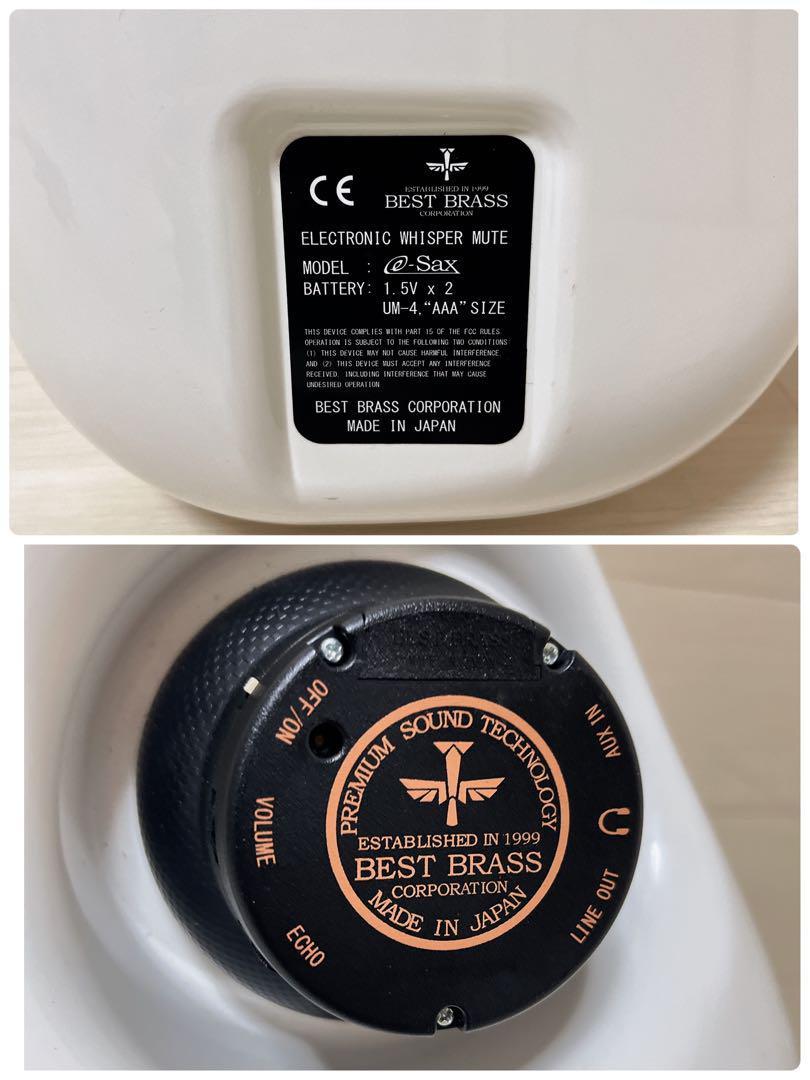 CE
ESTABLISHED IN 1999
BEST BRASS
CORPORATION
ELECTRONIC WHISPER MUTE
MODEL : e-Sax
BATTERY: 1.5V x 2
UM-4,"AAA" SIZE
THIS DEVICE COMPLIES WITH PART 15 OF THE FCC RULES
OPERATION IS SUBJECT TO THE FOLLOWING TWO CONDITIONS
(1) THIS DEVICE MAY NOT CAUSE HARMFUL INTERFERENCE,
AND (2) THIS DEVICE MUST ACCEPT ANY INTERFERENCE
RECEIVED, INCLUDING INTERFERENCE THAT MAY CAUSE
UNDESIRED OPERATION
BEST BRASS CORPORATION
MADE IN JAPAN
BEST BRASS
OFF/ON
AUX IN
VOLUME
PREMIUM SOUND TECHNOLOGY
ESTABLISHED IN 1999
BEST BRASS
CORPORATION
MADE IN JAPAN
LINE OUT
ECHO